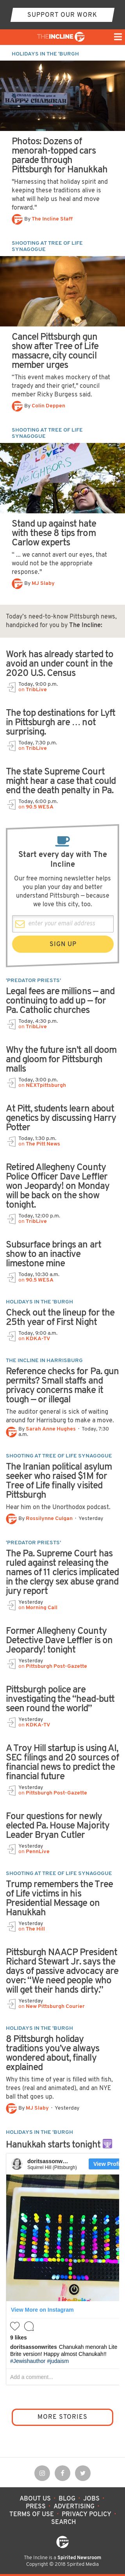 SUPPORT OUR WORK
THE INCLINE
HOLIDAYS IN THE 'BURGH
HAPPY CHANUKAH
Photos: Dozens of
menorah-topped cars
parade through
Pittsburgh for Hanukkah
"Harnessing that holiday spirit and
keeping these traditions alive is
what will help us heal and move
forward."
By The Incline Staff
SHOOTING AT TREE OF LIFE
SYNAGOGUE
Cancel Pittsburgh gun
show after Tree of Life
massacre, city council
member urges
"This event makes mockery of that
tragedy and their grief," council
member Ricky Burgess said.
By Colin Deppen
SHOOTING AT TREE OF LIFE
SYNAGOGUE
NEIGHBORS
Stand up against hate
with these 8 tips from
Carlow experts
" ... we cannot avert our eyes, that
would not be the appropriate
response."
By MJ Slaby
Today's need-to-know Pittsburgh news,
handpicked for you by The Incline:
Work has already started to
avoid an under count in the
2020 U.S. Census
Today, 9:00 p.m.
on TribLive
The top designations for Lyft
in Pittsburgh are … not
surprising.
Today, 7:30 p.m.
on TribLive
The state Supreme Court
might hear a case that could
end the death penalty in Pa.
Today, 6:00 p.m.
on 90.5 WESA
Start every day with The
Incline
Our free morning newsletter helps
you plan your day and better
understand Pittsburgh – because
we love this city, too.
enter your email address
SIGN UP
'PREDATOR PRIESTS'
Legal fees are millions — and
continuing to add up — for
Pa. Catholic churches
Today, 4:30 p.m.
on TribLive
Why the future isn't all doom
and gloom for Pittsburgh
malls
Today, 3:00 p.m.
on NEXTpittsburgh
At Pitt, students learn about
genetics by discussing Harry
Potter
Today, 1:30 p.m.
on The Pitt News
Retired Allegheny County
Police Officer Dave Leffler
won Jeopardy! on Monday
will be back on the show
tonight.
Today, 12:00 p.m.
on TribLive
Subsurface brings an art
show to an inactive
limestone mine
Today, 10:30 a.m.
on 90.5 WESA
HOLIDAYS IN THE 'BURGH
Check out the lineup for the
25th year of First Night
Today, 9:00 a.m.
on KDKA-TV
THE INCLINE IN HARRISBURG
Reference checks for Pa. gun
permits? Small staffs and
privacy concerns make it
tough — or illegal
The auditor general is sick of waiting
around for Harrisburg to make a move.
By Sarah Anne Hughes · Today, 7:30
a.m.
SHOOTING AT TREE OF LIFE SYNAGOGUE
The Iranian political asylum
seeker who raised $1M for
Tree of Life finally visited
Pittsburgh
Hear him on the Unorthodox podcast.
By Rossilynne Culgan · Yesterday
'PREDATOR PRIESTS'
The Pa. Supreme Court has
ruled against releasing the
names of 11 clerics implicated
in the clergy sex abuse grand
jury report
Yesterday
on Morning Call
Former Allegheny County
Detective Dave Leffler is on
Jeopardy! tonight
Yesterday
on Pittsburgh Post-Gazette
Pittsburgh police are
investigating the "head-butt
seen round the world"
Yesterday
on KDKA-TV
A Troy Hill startup is using AI,
SEC filings and 20 sources of
financial news to predict the
financial future
Yesterday
on Pittsburgh Post-Gazette
Four questions for newly
elected Pa. House Majority
Leader Bryan Cutler
Yesterday
on PennLive
SHOOTING AT TREE OF LIFE SYNAGOGUE
Trump remembers the Tree
of Life victims in his
Presidential Message on
Hanukkah
Yesterday
on The Hill
Pittsburgh NAACP President
Richard Stewart Jr. says the
days of passive advocacy are
over: "We need people who
will get their hands dirty."
Yesterday
on New Pittsburgh Courier
HOLIDAYS IN THE 'BURGH
8 Pittsburgh holiday
traditions you've always
wondered about, finally
explained
Why this time of year is filled with fish,
trees (real and animated), and an NYE
ball that goes up.
By MJ Slaby · Yesterday
HOLIDAYS IN THE 'BURGH
Hanukkah starts tonight 🕎
doritsassonw…
Squirrel Hill (Pittsburgh)
View Prof
View More on Instagram
9 likes
doritsassonwrites Chanukah menorah Lite
Brite version! Happy almost Chanukah!!
#Jewishauthor #judaism
Add a comment...
MORE STORIES
ABOUT US · BLOG · JOBS ·
PRESS · ADVERTISING ·
TERMS OF USE · PRIVACY POLICY ·
SEARCH
The Incline is a Spirited Newsroom
Copyright © 2018 Spirited Media